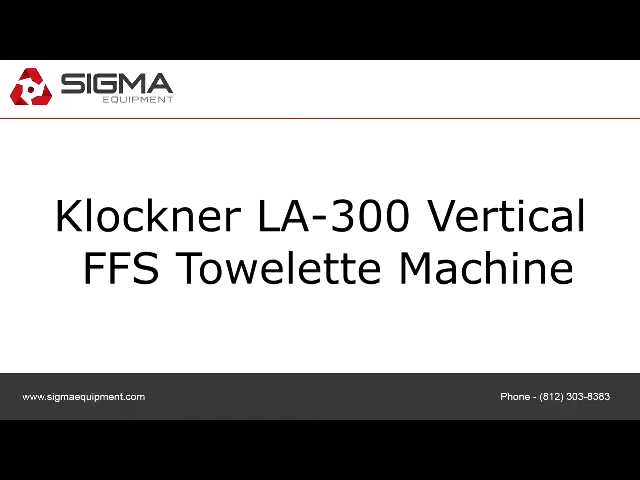 SIGMA
EQUIPMENT
Klockner LA-300 Vertical
FFS Towelette Machine
www.sigmaequipment.com
Phone - (812) 303-8383